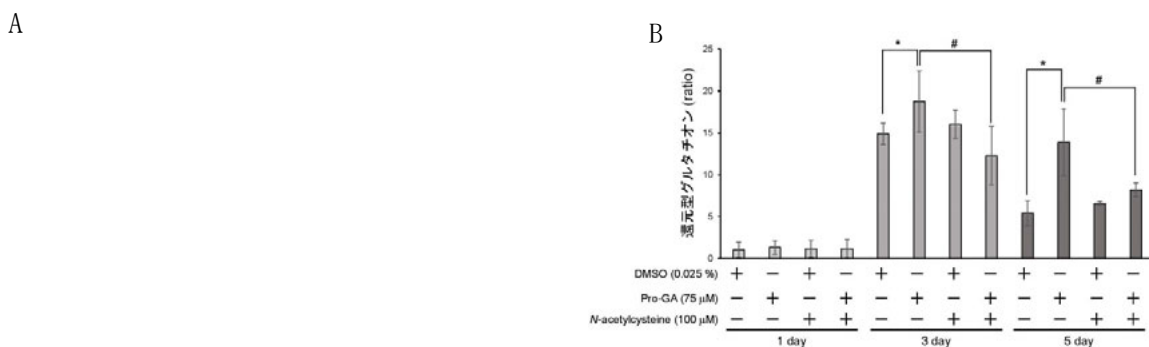 A
B
25
20
15
10
5
0
還元型グルタチオン (ratio)
* # * #
DMSO (0.025 %) + − + − + − + − + − + −
Pro-GA (75 μM) − + − + − + − + − + − +
N-acetylcysteine (100 μM) − − + + − − + + − − + +
1 day 3 day 5 day